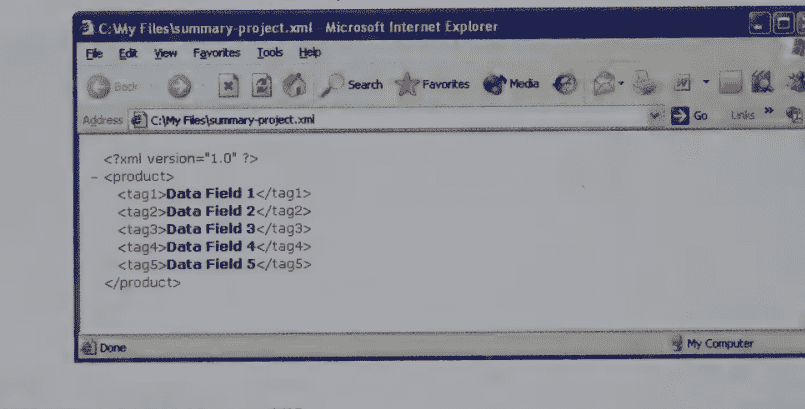 C:\My Files\summary-project.xml - Microsoft Internet Explorer
File Edit View Favorites Tools Help
Back Search Favorites Media
Address C:\My Files\summary-project.xml Go Links »
<?xml version="1.0" ?>
- <product>
<tag1>Data Field 1</tag1>
<tag2>Data Field 2</tag2>
<tag3>Data Field 3</tag3>
<tag4>Data Field 4</tag4>
<tag5>Data Field 5</tag5>
</product>
Done My Computer